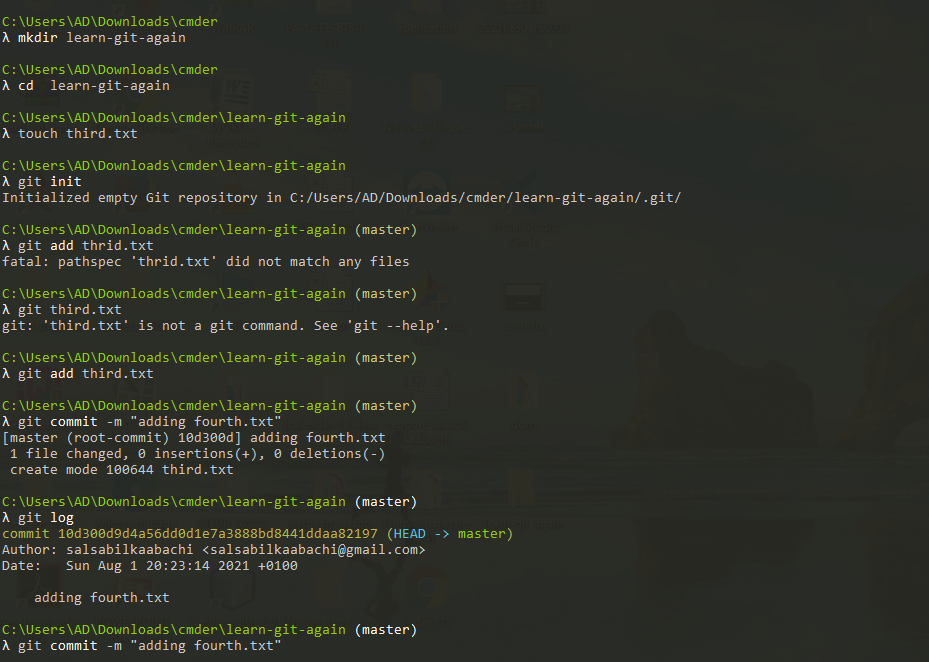 C:\Users\AD\Downloads\cmder
λ mkdir learn-git-again
C:\Users\AD\Downloads\cmder
λ cd  learn-git-again
C:\Users\AD\Downloads\cmder\learn-git-again
λ touch third.txt
C:\Users\AD\Downloads\cmder\learn-git-again
λ git init
Initialized empty Git repository in C:/Users/AD/Downloads/cmder/learn-git-again/.git/
C:\Users\AD\Downloads\cmder\learn-git-again (master)
λ git add thrid.txt
fatal: pathspec 'thrid.txt' did not match any files
C:\Users\AD\Downloads\cmder\learn-git-again (master)
λ git third.txt
git: 'third.txt' is not a git command. See 'git --help'.
C:\Users\AD\Downloads\cmder\learn-git-again (master)
λ git add third.txt
C:\Users\AD\Downloads\cmder\learn-git-again (master)
λ git commit -m "adding fourth.txt"
[master (root-commit) 10d300d] adding fourth.txt
 1 file changed, 0 insertions(+), 0 deletions(-)
 create mode 100644 third.txt
C:\Users\AD\Downloads\cmder\learn-git-again (master)
λ git log
commit 10d300d9d4a56dd0d1e7a3888bd8441ddaa82197 (HEAD -> master)
Author: salsabilkaabachi <salsabilkaabachi@gmail.com>
Date:   Sun Aug 1 20:23:14 2021 +0100
    adding fourth.txt
C:\Users\AD\Downloads\cmder\learn-git-again (master)
λ git commit -m "adding fourth.txt"